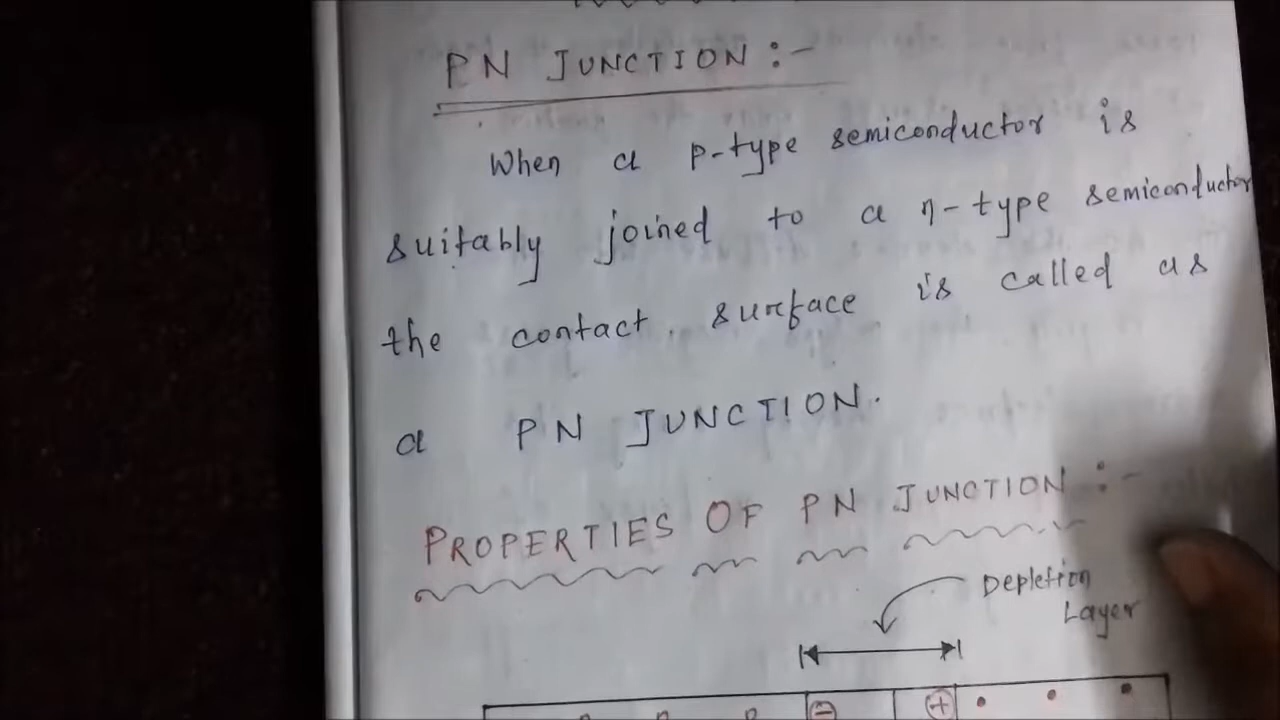 PN JUNCTION :-
When a p-type semiconductor is
suitably joined to a n-type semiconductor
the contact surface is called as
a PN JUNCTION.
PROPERTIES OF PN JUNCTION :-
Depletion
Layer
- +